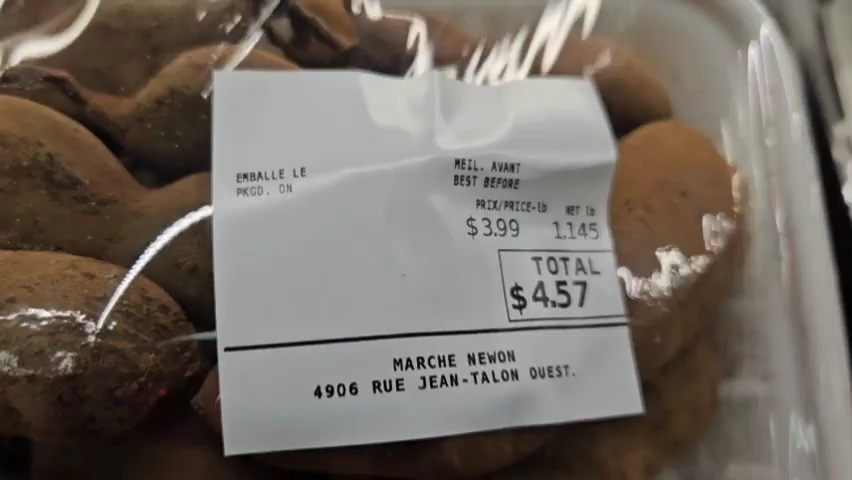 EMBALLE LE
PKGD. ON
MEIL. AVANT
BEST BEFORE
PRIX/PRICE-lb NET lb
$3.99 1.145
TOTAL
$4.57
MARCHE NEWON
4906 RUE JEAN-TALON OUEST.